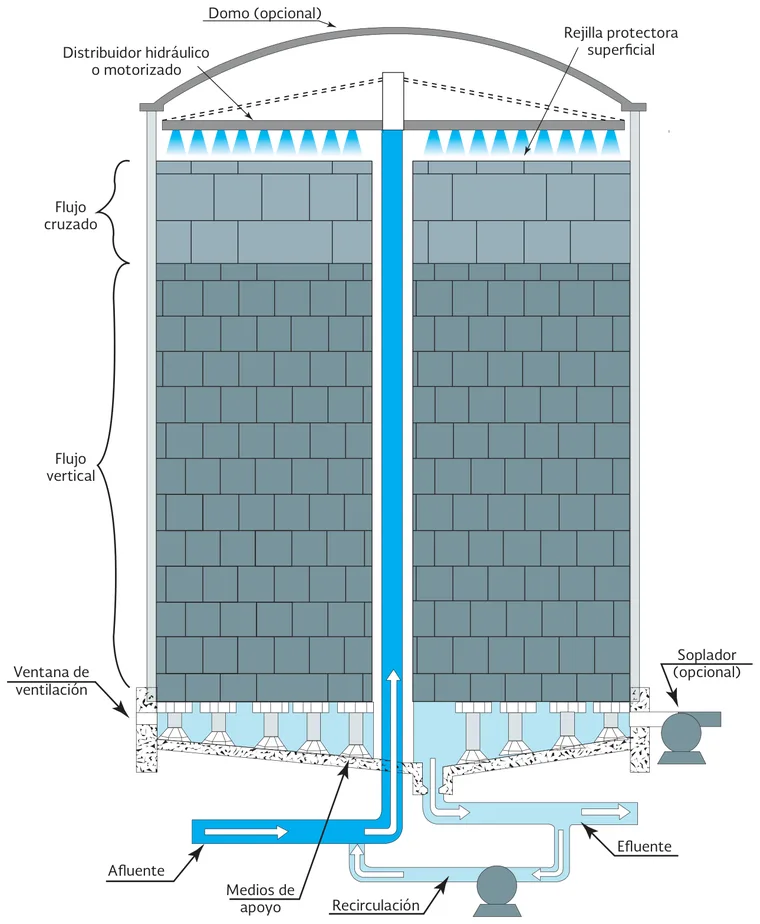 Domo (opcional)
Distribuidor hidráulico
o motorizado
Rejilla protectora
superficial
Flujo
cruzado
Flujo
vertical
Ventana de
ventilación
Soplador
(opcional)
Afluente
Medios de
apoyo
Recirculación
Efluente